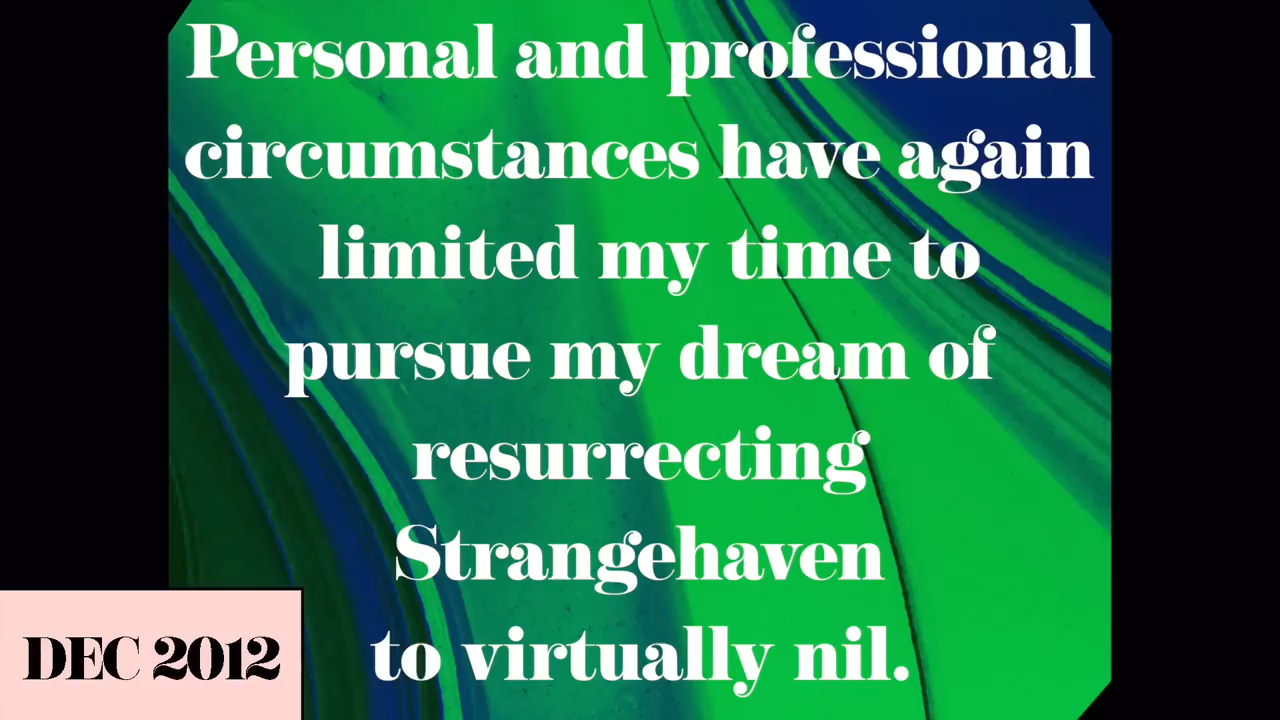 Personal and professional
circumstances have again
limited my time to
pursue my dream of
resurrecting
Strangehaven
to virtually nil.
DEC 2012